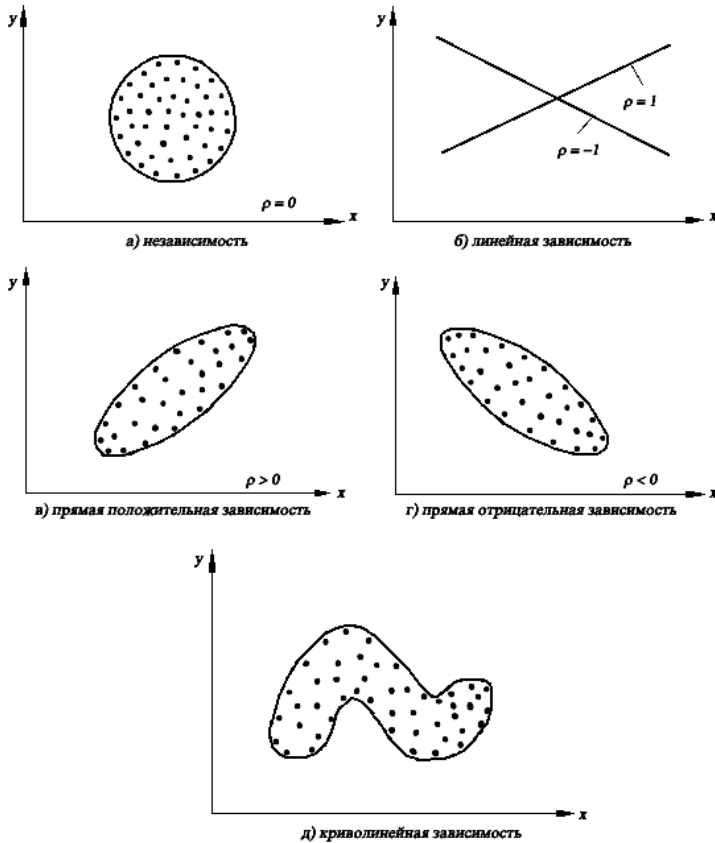 y
ρ = 0
x
а) независимость
y
ρ = 1
ρ = −1
x
б) линейная зависимость
y
ρ > 0
x
в) прямая положительная зависимость
y
ρ < 0
x
г) прямая отрицательная зависимость
y
x
д) криволинейная зависимость